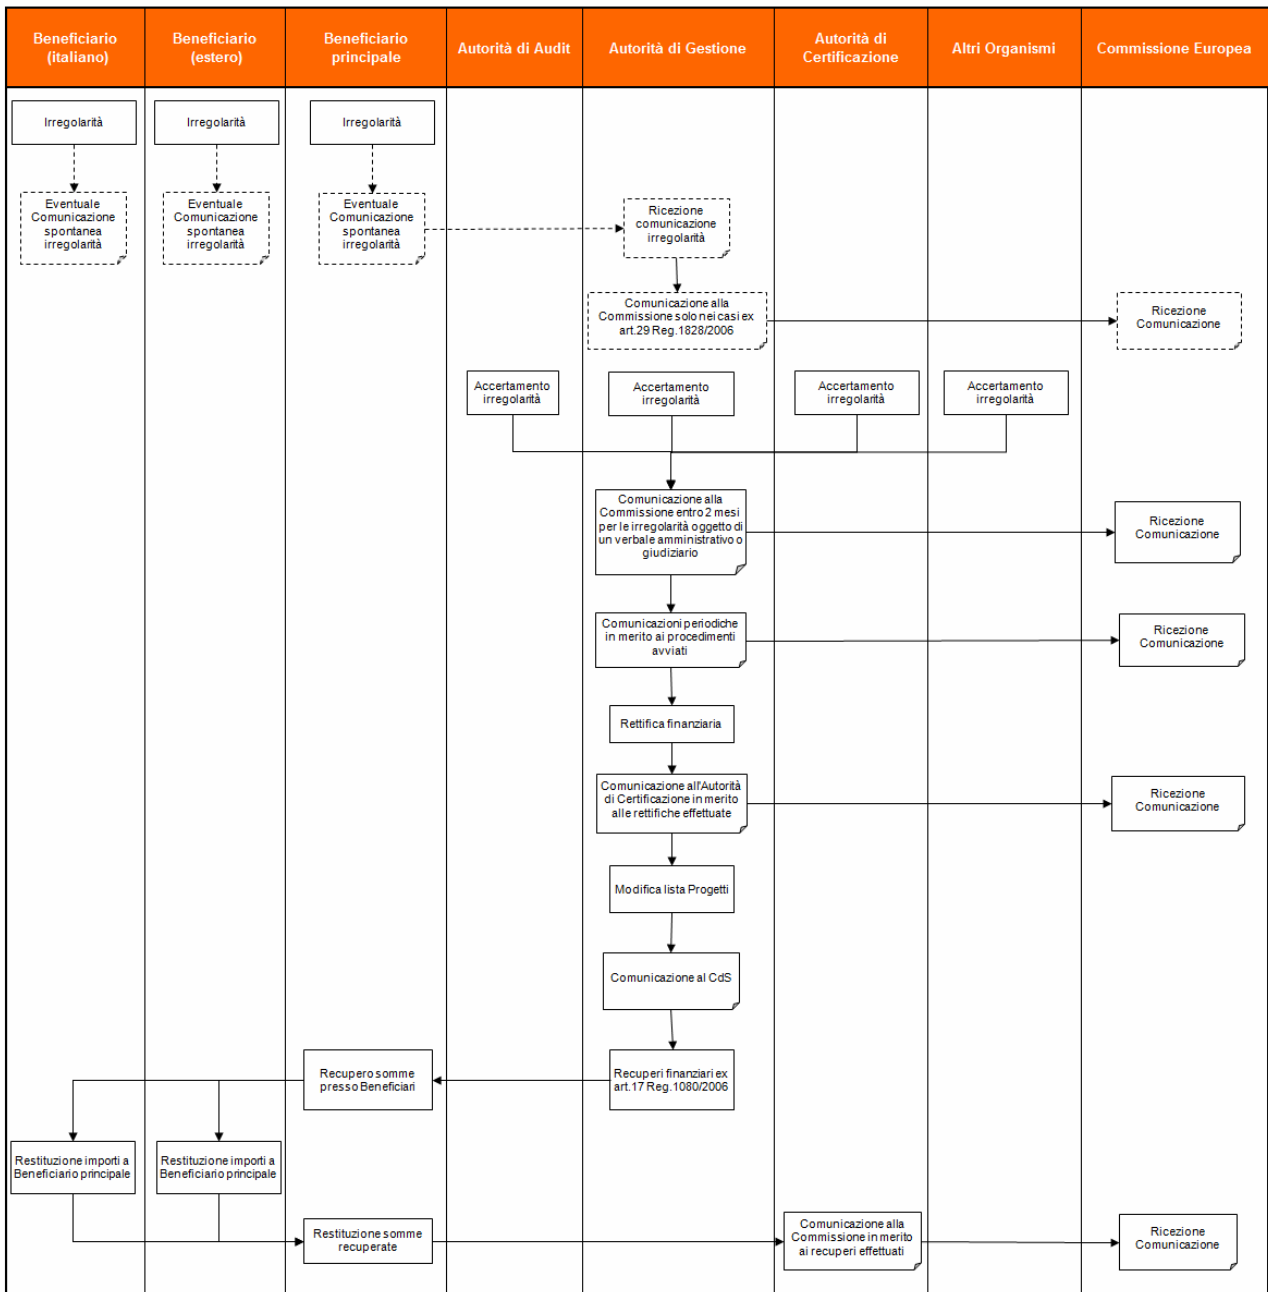 Beneficiario
(italiano)
Beneficiario
(estero)
Beneficiario
principale
Autorità di Audit
Autorità di Gestione
Autorità di
Certificazione
Altri Organismi
Commissione Europea
Irregolarità
Irregolarità
Irregolarità
Eventuale
Comunicazione
spontanea
irregolarità
Eventuale
Comunicazione
spontanea
irregolarità
Eventuale
Comunicazione
spontanea
irregolarità
Ricezione
comunicazione
irregolarità
Comunicazione alla
Commissione solo nei casi ex
art.29 Reg.1828/2006
Ricezione
Comunicazione
Accertamento
irregolarità
Accertamento
irregolarità
Accertamento
irregolarità
Accertamento
irregolarità
Comunicazione alla
Commissione entro 2 mesi
per le irregolarità oggetto di
un verbale amministrativo o
giudiziario
Ricezione
Comunicazione
Comunicazioni periodiche
in merito ai procedimenti
avviati
Ricezione
Comunicazione
Rettifica finanziaria
Comunicazione all'Autorità
di Certificazione in merito
alle rettifiche effettuate
Ricezione
Comunicazione
Modifica lista Progetti
Comunicazione al CdS
Recupero somme
presso Beneficiari
Recuperi finanziari ex
art.17 Reg.1080/2006
Restituzione importi a
Beneficiario principale
Restituzione importi a
Beneficiario principale
Restituzione somme
recuperate
Comunicazione alla
Commissione in merito
ai recuperi effettuati
Ricezione
Comunicazione